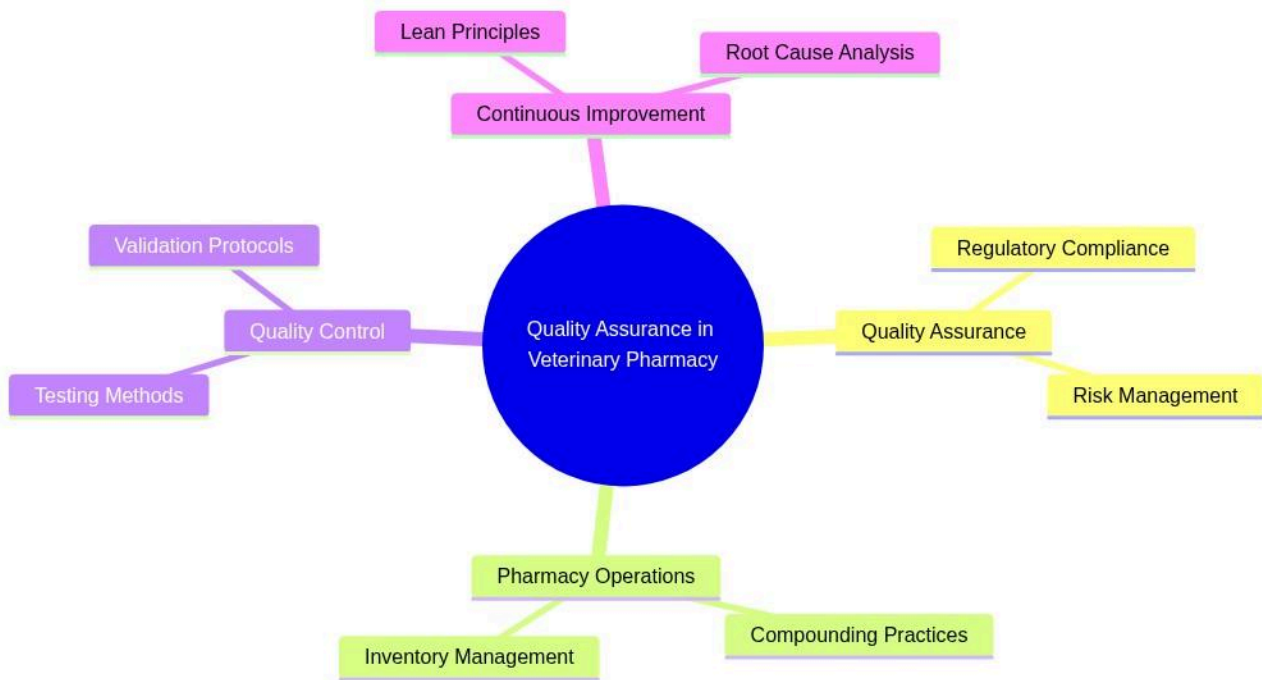 Lean Principles
Root Cause Analysis
Continuous Improvement
Validation Protocols
Regulatory Compliance
Quality Control
Quality Assurance in
Veterinary Pharmacy
Quality Assurance
Testing Methods
Risk Management
Pharmacy Operations
Inventory Management
Compounding Practices